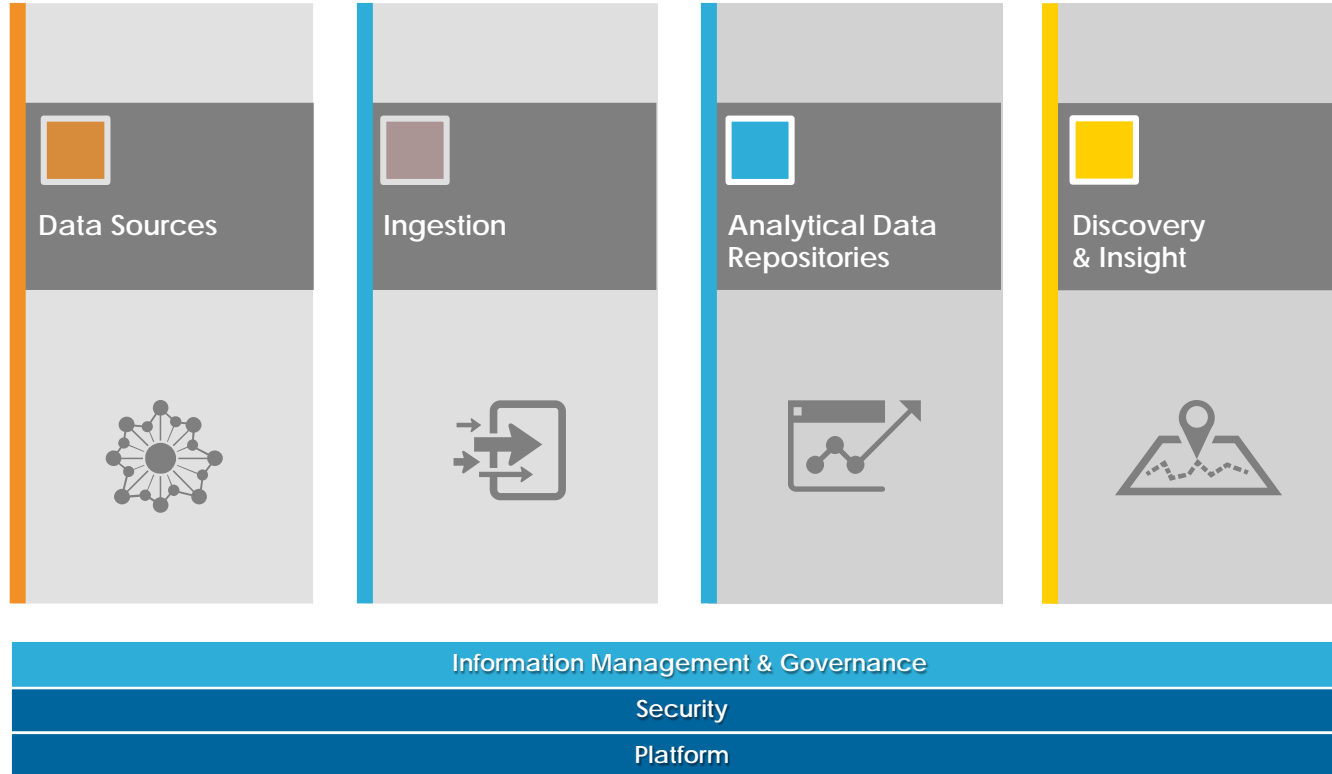 Data Sources
Ingestion
Analytical Data
Repositories
Discovery
& Insight
Information Management & Governance
Security
Platform